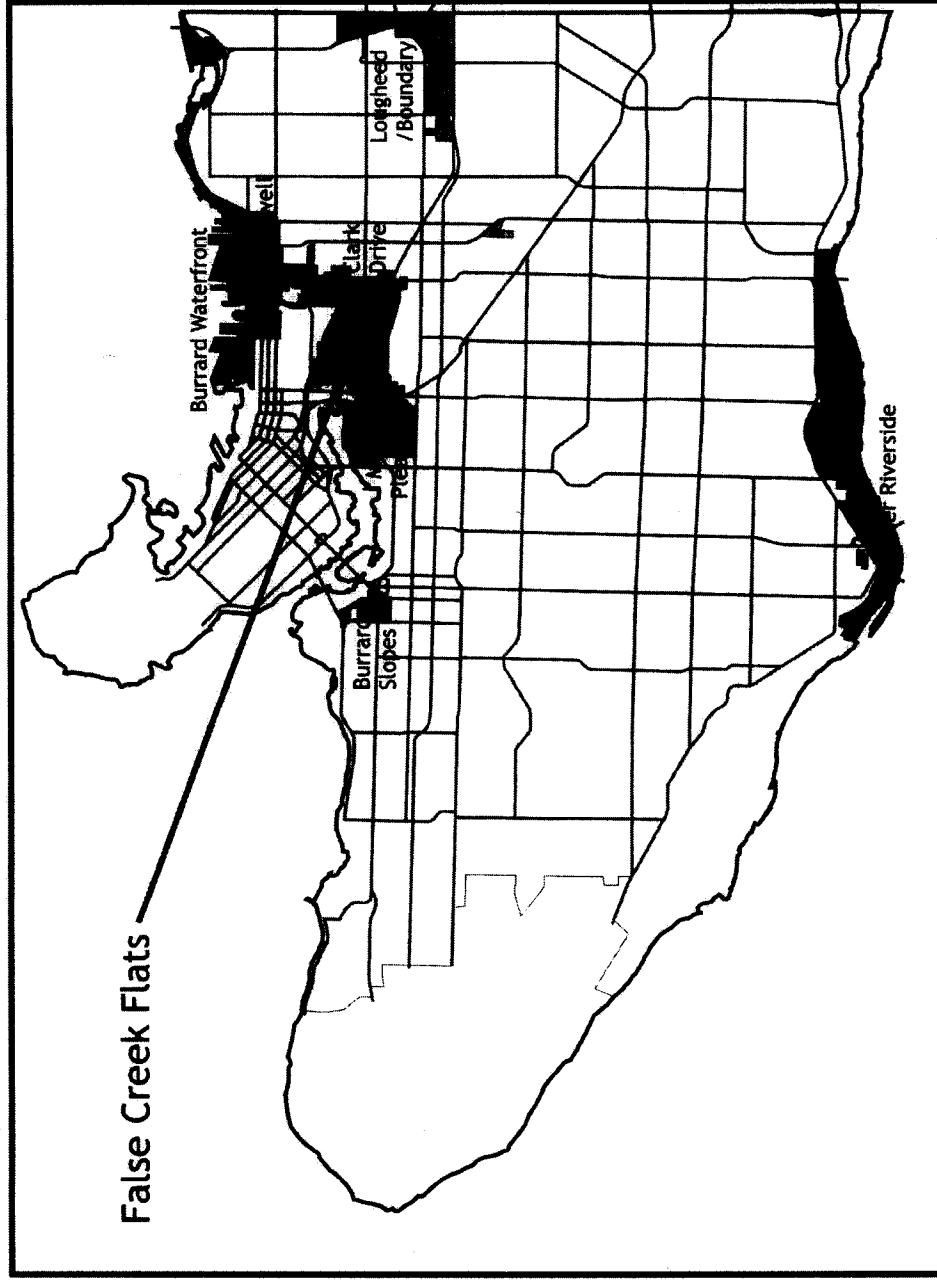 False Creek Flats
Burrard Waterfront
Clark
Drive
Lougheed
/Boundary
Burrard
Slopes
Riverside